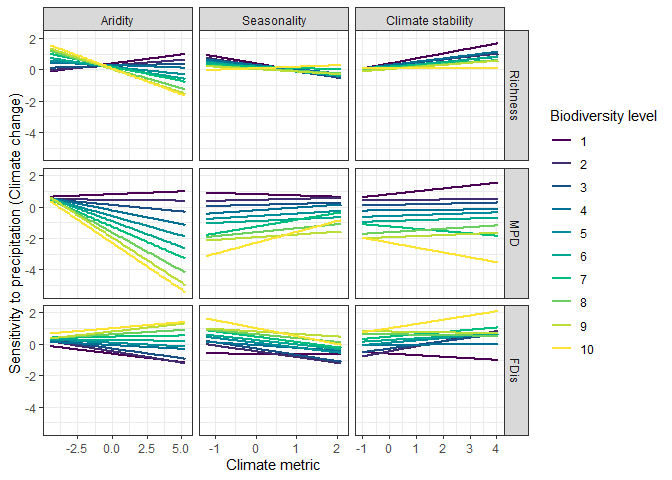 Aridity Seasonality Climate stability
Sensitivity to precipitation (Climate change)
2
0
-2
-4
Richness
2
0
-2
-4
MPD
2
0
-2
-4
FDis
-2.5 0.0 2.5 5.0 -1 0 1 2 -1 0 1 2 3 4
Climate metric
Biodiversity level
1
2
3
4
5
6
7
8
9
10